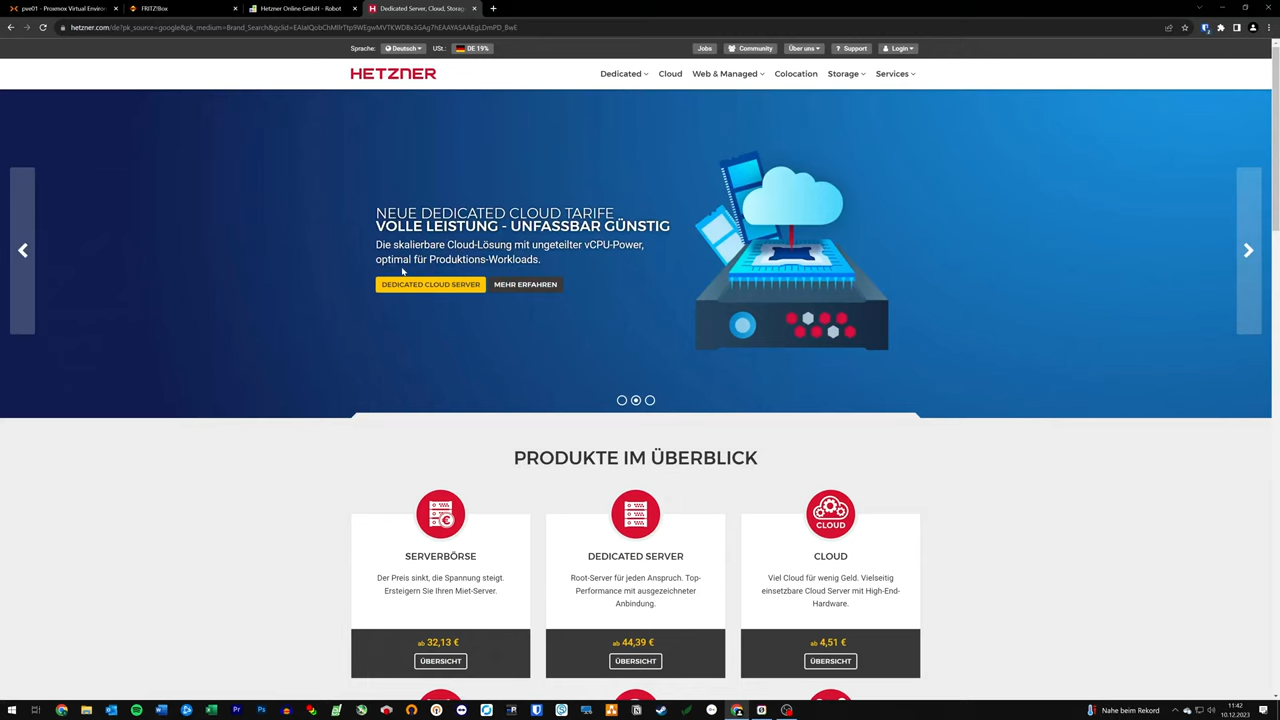 pve01 - Proxmox Virtual Environ
FRITZ!Box
Hetzner Online GmbH - Robot
Dedicated Server, Cloud, Storag
Sprache:
Deutsch
USt.:
DE 19%
Jobs
Community
Über uns
Support
Login
HETZNER
Dedicated
Cloud
Web & Managed
Colocation
Storage
Services
NEUE DEDICATED CLOUD TARIFE
VOLLE LEISTUNG - UNFASSBAR GÜNSTIG
Die skalierbare Cloud-Lösung mit ungeteilter vCPU-Power,
optimal für Produktions-Workloads.
DEDICATED CLOUD SERVER
MEHR ERFAHREN
PRODUKTE IM ÜBERBLICK
SERVERBÖRSE
Der Preis sinkt, die Spannung steigt.
Ersteigern Sie Ihren Miet-Server.
ab 32,13 €
ÜBERSICHT
DEDICATED SERVER
Root-Server für jeden Anspruch. Top-
Performance mit ausgezeichneter
Anbindung.
ab 44,39 €
ÜBERSICHT
CLOUD
CLOUD
Viel Cloud für wenig Geld. Vielseitig
einsetzbare Cloud Server mit High-End-
Hardware.
ab 4,51 €
ÜBERSICHT
Nahe beim Rekord
11:42
10.12.2023